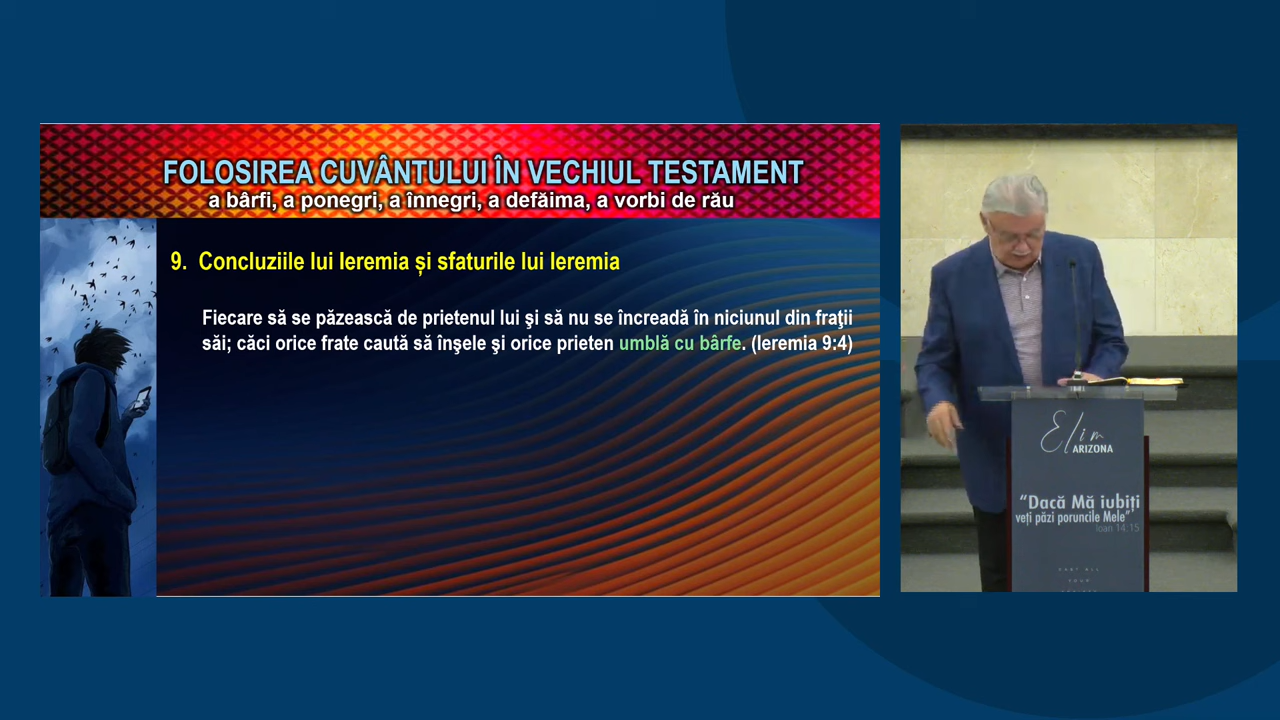 FOLOSIREA CUVÂNTULUI ÎN VECHIUL TESTAMENT
a bârfi, a ponegri, a înnegri, a defăima, a vorbi de rău
9. Concluziile lui Ieremia și sfaturile lui Ieremia
Fiecare să se păzească de prietenul lui şi să nu se încreadă în niciunul din fraţii
săi; căci orice frate caută să înşele şi orice prieten umblă cu bârfe. (Ieremia 9:4)
Elim
ARIZONA
“Dacă Mă iubiți
veți păzi poruncile Mele”
Ioan 14:15